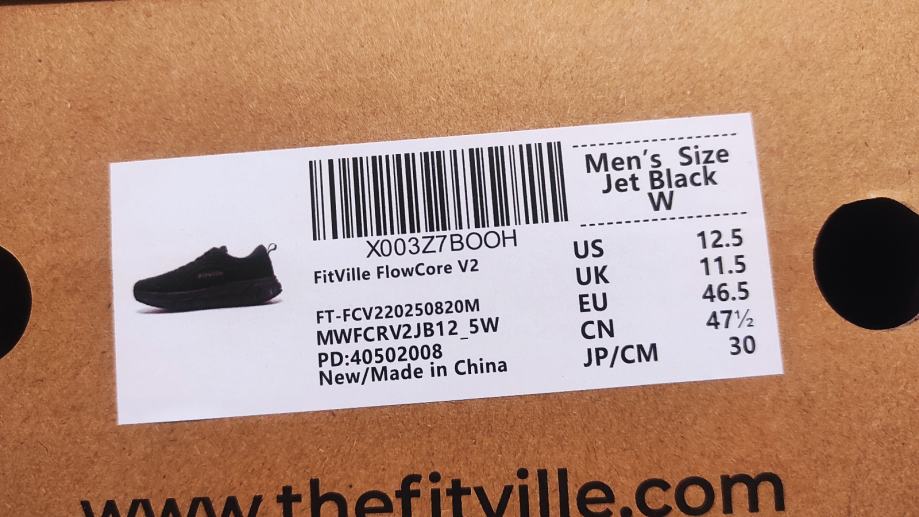 X003Z7BOOH
FitVille FlowCore V2
FT-FCV220250820M
MWFCRV2JB12_5W
PD:40502008
New/Made in China
Men's Size
Jet Black
W
US 12.5
UK 11.5
EU 46.5
CN 47½
JP/CM 30
www.thefitville.com